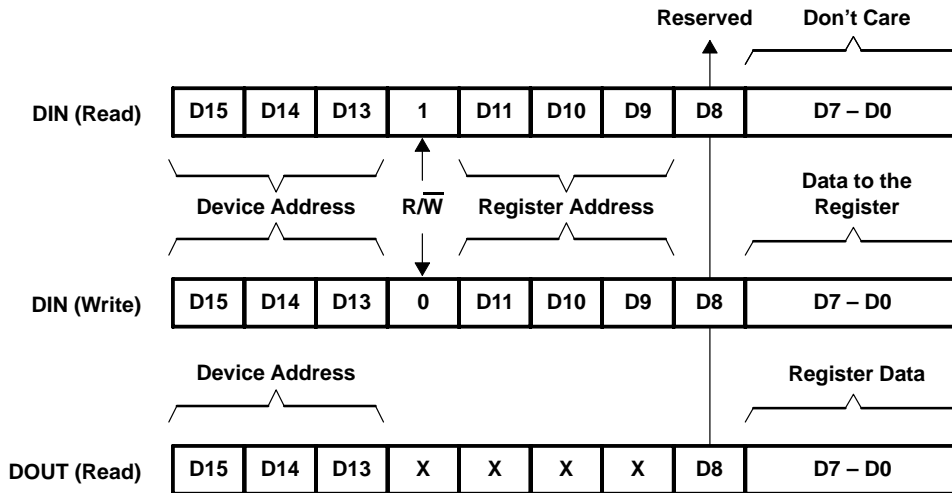 Reserved Don't Care
DIN (Read) D15 D14 D13 1 D11 D10 D9 D8 D7 – D0
Device Address R/W̅ Register Address Data to the
Register
DIN (Write) D15 D14 D13 0 D11 D10 D9 D8 D7 – D0
Device Address Register Data
DOUT (Read) D15 D14 D13 X X X X D8 D7 – D0